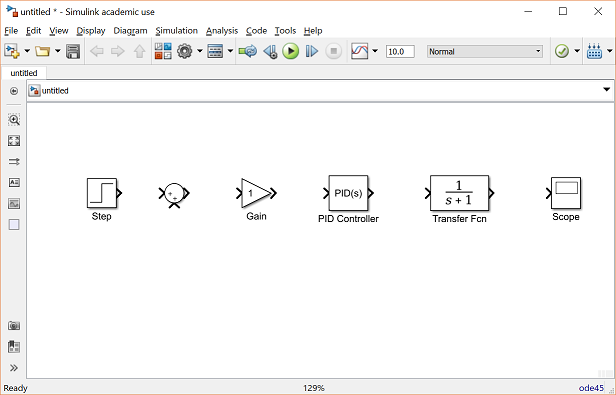 untitled * - Simulink academic use
File Edit View Display Diagram Simulation Analysis Code Tools Help
10.0 Normal
untitled
untitled
A
1 PID(s) 1
s + 1
+
+
Step Gain PID Controller Transfer Fcn Scope
Ready 129% ode45